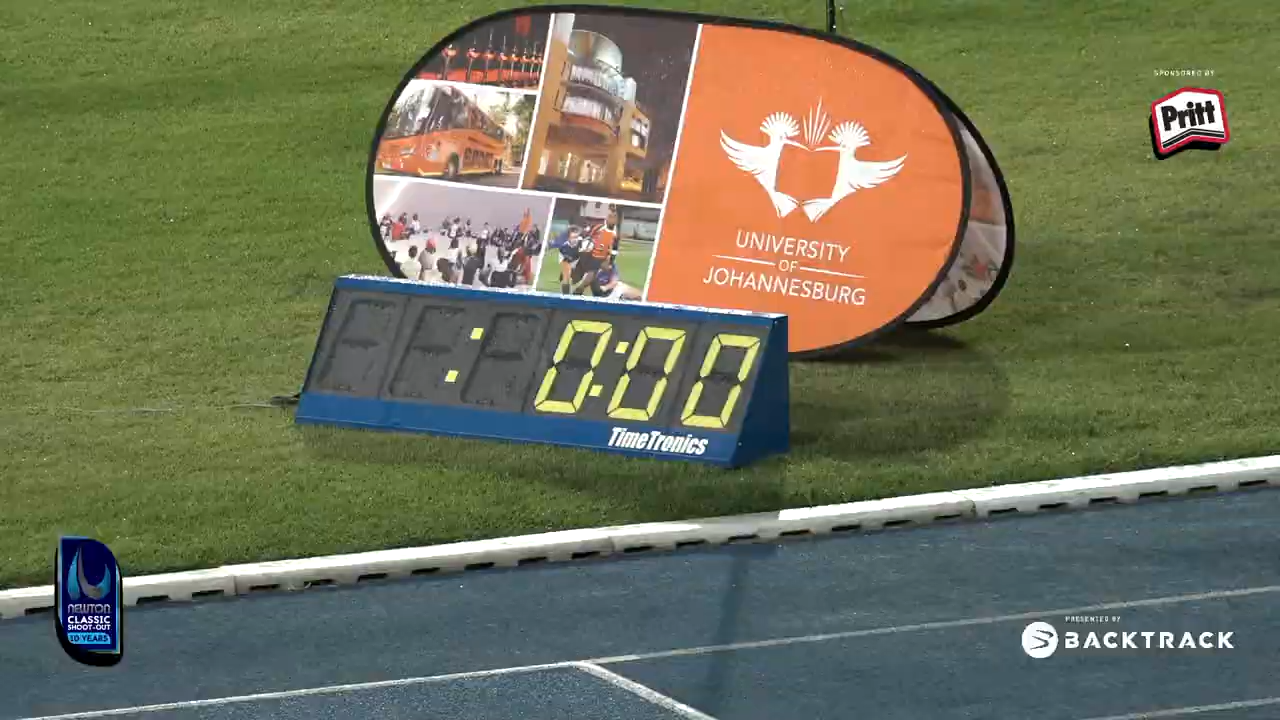 SPONSORED BY
Pritt
UNIVERSITY
OF
JOHANNESBURG
: 0:00
TimeTronics
NEWTON
CLASSIC
SHOOT-OUT
10 YEARS
PRESENTED BY
BACKTRACK